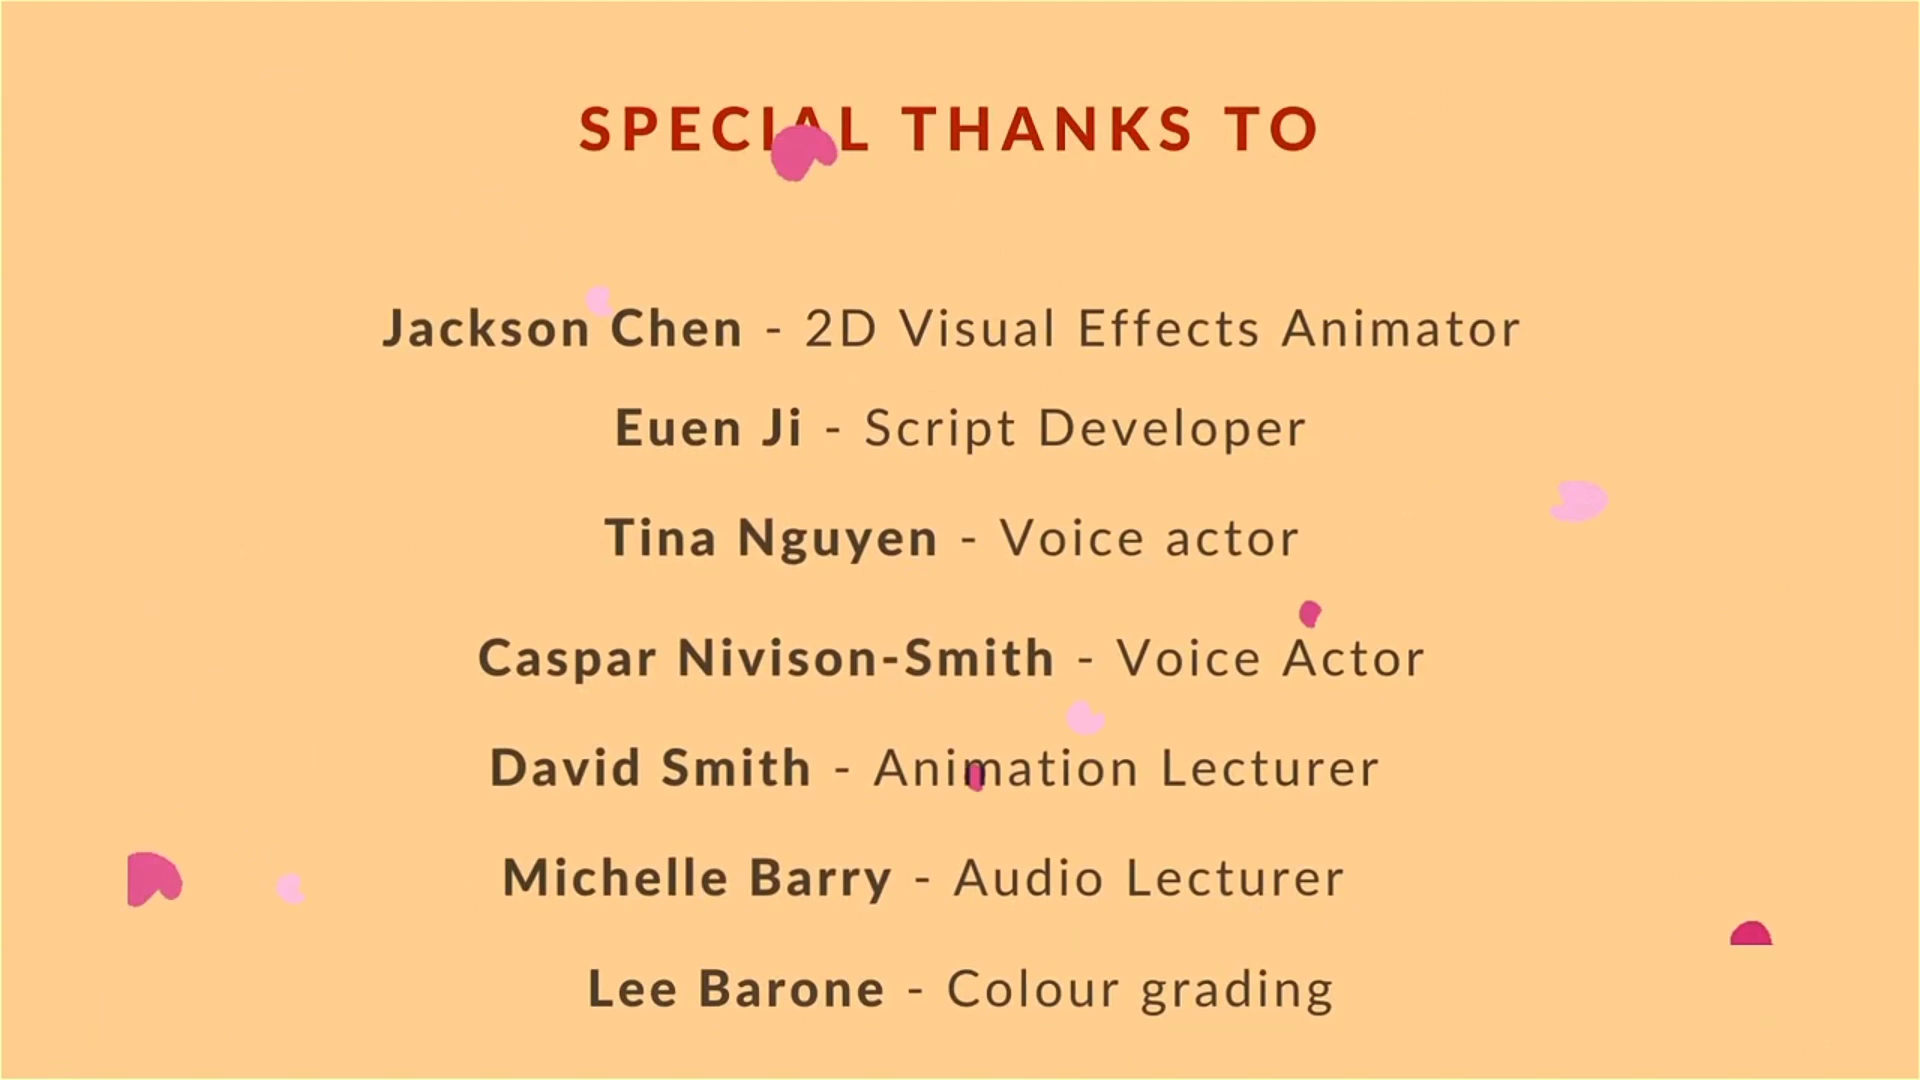 SPECIAL THANKS TO
Jackson Chen - 2D Visual Effects Animator
Euen Ji - Script Developer
Tina Nguyen - Voice actor
Caspar Nivison-Smith - Voice Actor
David Smith - Animation Lecturer
Michelle Barry - Audio Lecturer
Lee Barone - Colour grading